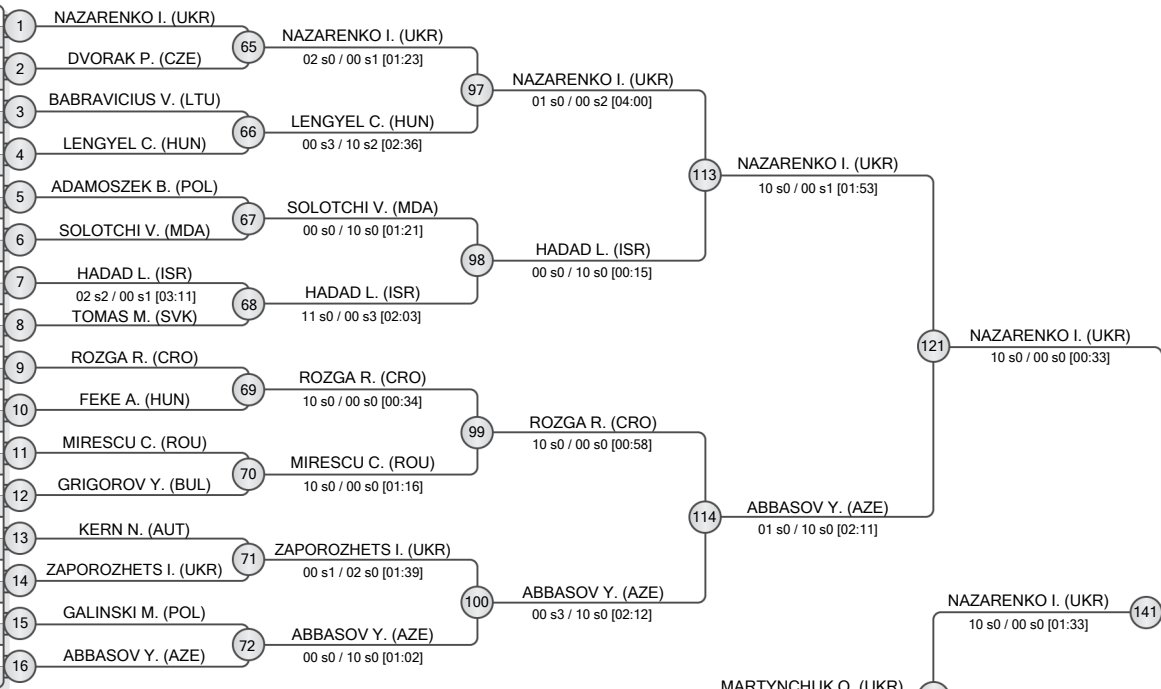 1
NAZARENKO I. (UKR)
2
DVORAK P. (CZE)
3
BABRAVICIUS V. (LTU)
4
LENGYEL C. (HUN)
5
ADAMOSZEK B. (POL)
6
SOLOTCHI V. (MDA)
7
HADAD L. (ISR)
02 s2 / 00 s1 [03:11]
8
TOMAS M. (SVK)
9
ROZGA R. (CRO)
10
FEKE A. (HUN)
11
MIRESCU C. (ROU)
12
GRIGOROV Y. (BUL)
13
KERN N. (AUT)
14
ZAPOROZHETS I. (UKR)
15
GALINSKI M. (POL)
16
ABBASOV Y. (AZE)
65
NAZARENKO I. (UKR)
02 s0 / 00 s1 [01:23]
66
LENGYEL C. (HUN)
00 s3 / 10 s2 [02:36]
67
SOLOTCHI V. (MDA)
00 s0 / 10 s0 [01:21]
68
HADAD L. (ISR)
11 s0 / 00 s3 [02:03]
69
ROZGA R. (CRO)
10 s0 / 00 s0 [00:34]
70
MIRESCU C. (ROU)
10 s0 / 00 s0 [01:16]
71
ZAPOROZHETS I. (UKR)
00 s1 / 02 s0 [01:39]
72
ABBASOV Y. (AZE)
00 s0 / 10 s0 [01:02]
97
NAZARENKO I. (UKR)
01 s0 / 00 s2 [04:00]
98
HADAD L. (ISR)
00 s0 / 10 s0 [00:15]
99
ROZGA R. (CRO)
10 s0 / 00 s0 [00:58]
100
ABBASOV Y. (AZE)
00 s3 / 10 s0 [02:12]
113
NAZARENKO I. (UKR)
10 s0 / 00 s1 [01:53]
114
ABBASOV Y. (AZE)
01 s0 / 10 s0 [02:11]
121
NAZARENKO I. (UKR)
10 s0 / 00 s0 [00:33]
NAZARENKO I. (UKR)
10 s0 / 00 s0 [01:33]
141
MARTYNCHUK O. (UKR)